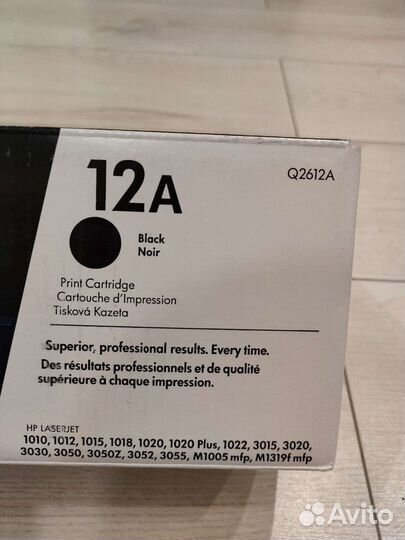 12A
Q2612A
Black
Noir
Print Cartridge
Cartouche d'Impression
Tisková Kazeta
Superior, professional results. Every time.
Des résultats professionnels et de qualité
supérieure à chaque impression.
HP LASERJET
1010, 1012, 1015, 1018, 1020, 1020 Plus, 1022, 3015, 3020,
3030, 3050, 3050Z, 3052, 3055, M1005 mfp, M1319f mfp
Avito